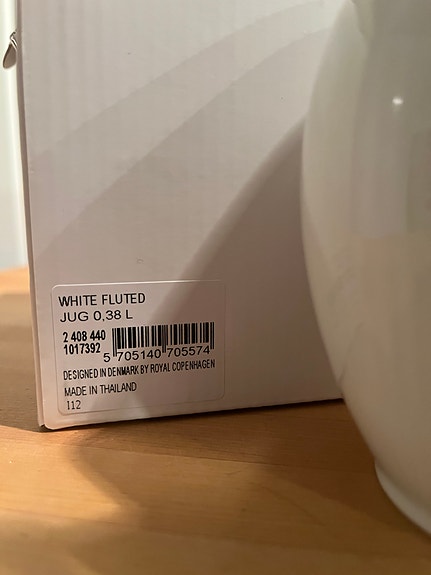 WHITE FLUTED
JUG 0,38 L
2 408 440
1017392
5 705140 705574
DESIGNED IN DENMARK BY ROYAL COPENHAGEN
MADE IN THAILAND
112